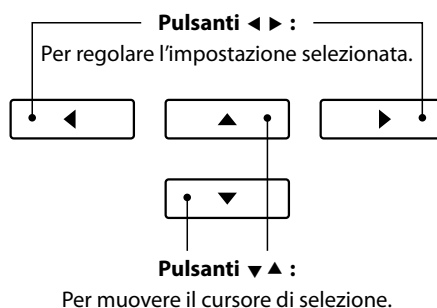 Pulsanti ◀ ▶ :
Per regolare l'impostazione selezionata.
Pulsanti ▼ ▲ :
Per muovere il cursore di selezione.